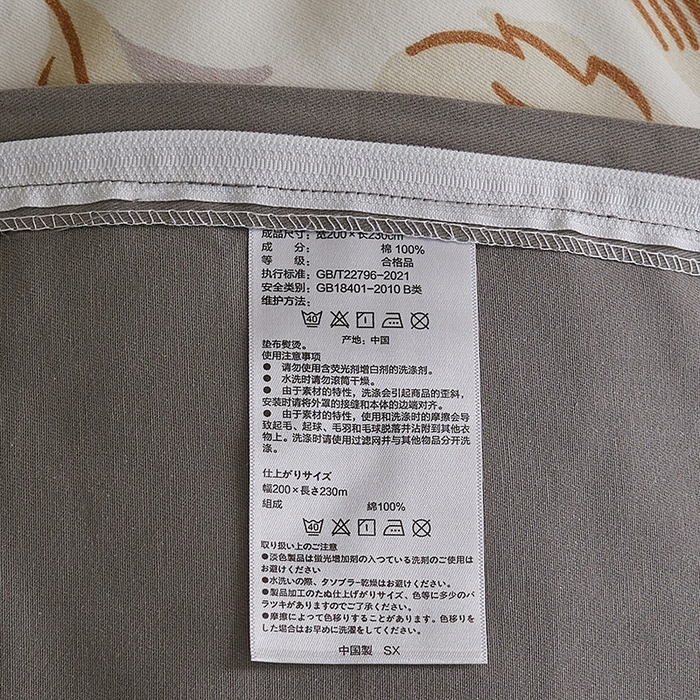 成品尺寸: 宽200×长230cm
成 分: 棉 100%
等 级: 合格品
执行标准: GB/T22796-2021
安全类别: GB18401-2010 B类
维护方法:
40
产地: 中国
垫布熨烫。
使用注意事项
● 请勿使用含荧光剂增白剂的洗涤剂。
● 水洗时请勿滚筒干燥。
● 由于素材的特性，洗涤会引起商品的歪斜，
安装时请将外罩的接缝和本体的边端对齐。
● 由于素材的特性，使用和洗涤时的摩擦会导
致起毛、起球、毛羽和毛球脱落并沾附到其他衣
物上。洗涤时请使用过滤网并与其他物品分开洗
涤。
仕上がりサイズ
幅200×長さ230m
組成 綿100%
40
取り扱い上のご注意
●淡色製品は蛍光増加剤の入つている洗剤のご使用は
お避けください
●水洗いの際、タソブラー乾燥はお避けください。
●製品加工のたぬ仕上げがりサイズ、色等に多少のバ
ラツキがありますのでご了承ください。
●摩擦によつて色移りすることがあります。色移りを
した場合はお早めに洗濯をしてください。
中国製 SX